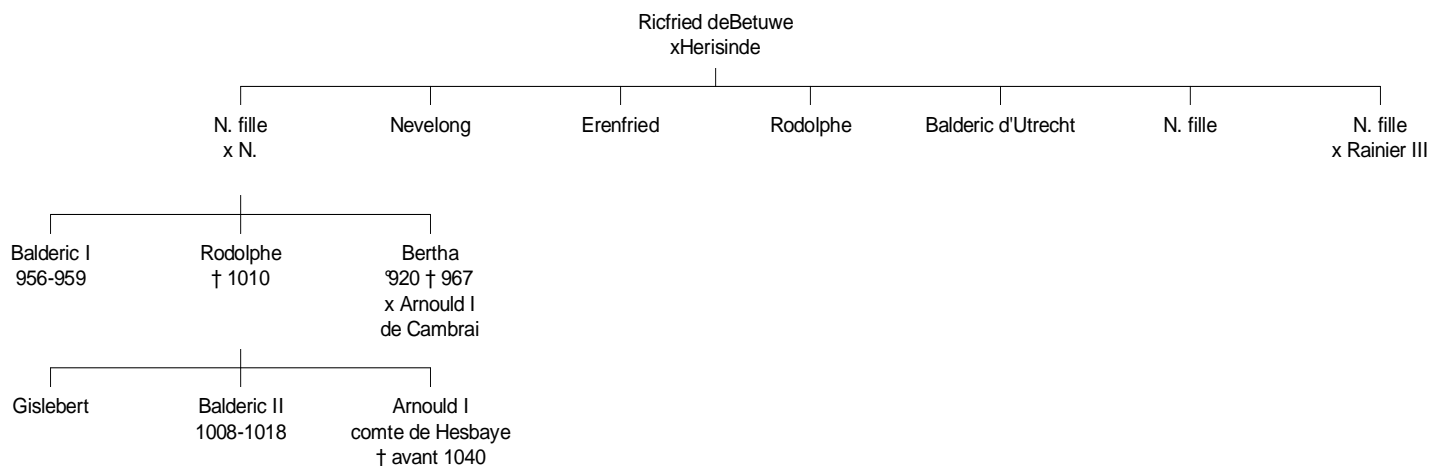 Ricfried deBetuwe
xHerisinde
N. fille
x N.
Nevelong
Erenfried
Rodolphe
Balderic d'Utrecht
N. fille
N. fille
x Rainier III
Balderic I
956-959
Rodolphe
† 1010
Bertha
°920 † 967
x Arnould I
de Cambrai
Gislebert
Balderic II
1008-1018
Arnould I
comte de Hesbaye
† avant 1040